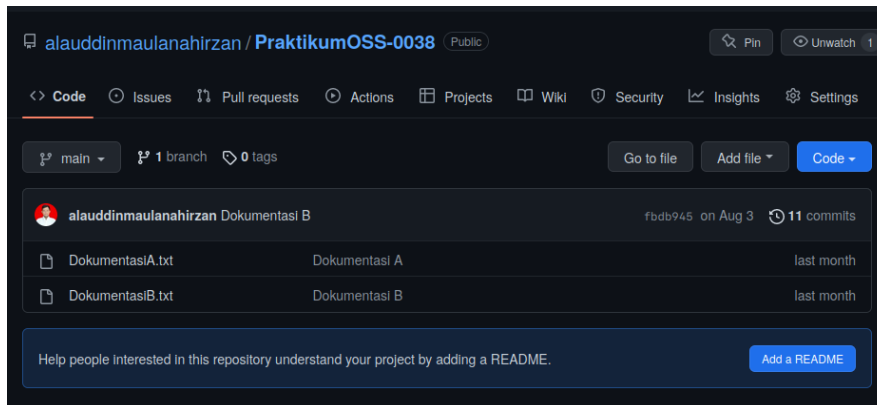 alauddinmaulanahirzan / PraktikumOSS-0038 Public Pin Unwatch 1
<> Code Issues Pull requests Actions Projects Wiki Security Insights Settings
main 1 branch 0 tags Go to file Add file Code
alauddinmaulanahirzan Dokumentasi B fbdb945 on Aug 3 11 commits
DokumentasiA.txt Dokumentasi A last month
DokumentasiB.txt Dokumentasi B last month
Help people interested in this repository understand your project by adding a README. Add a README